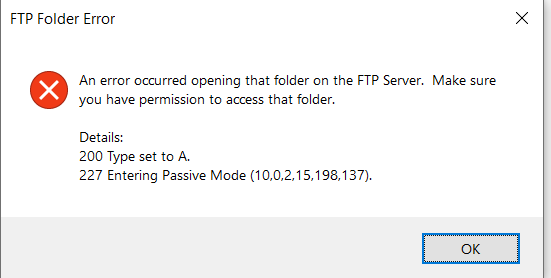 FTP Folder Error
An error occurred opening that folder on the FTP Server.  Make sure
you have permission to access that folder.
Details:
200 Type set to A.
227 Entering Passive Mode (10,0,2,15,198,137).
OK